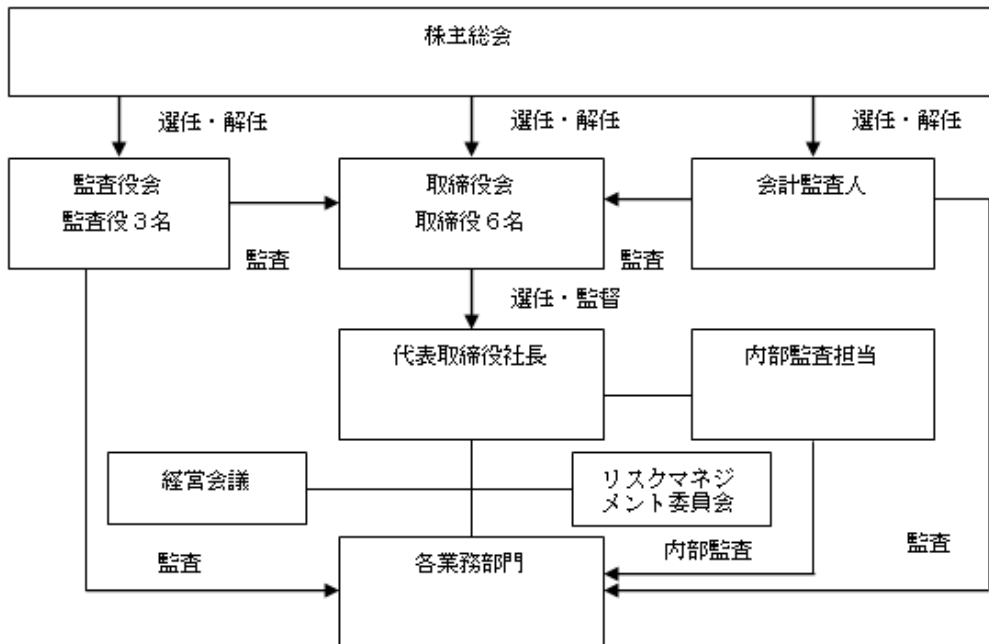 株主総会
選任・解任
選任・解任
選任・解任
監査役会
監査役３名
取締役会
取締役６名
会計監査人
監査
監査
選任・監督
代表取締役社長
内部監査担当
経営会議
リスクマネジ
メント委員会
監査
各業務部門
内部監査
監査